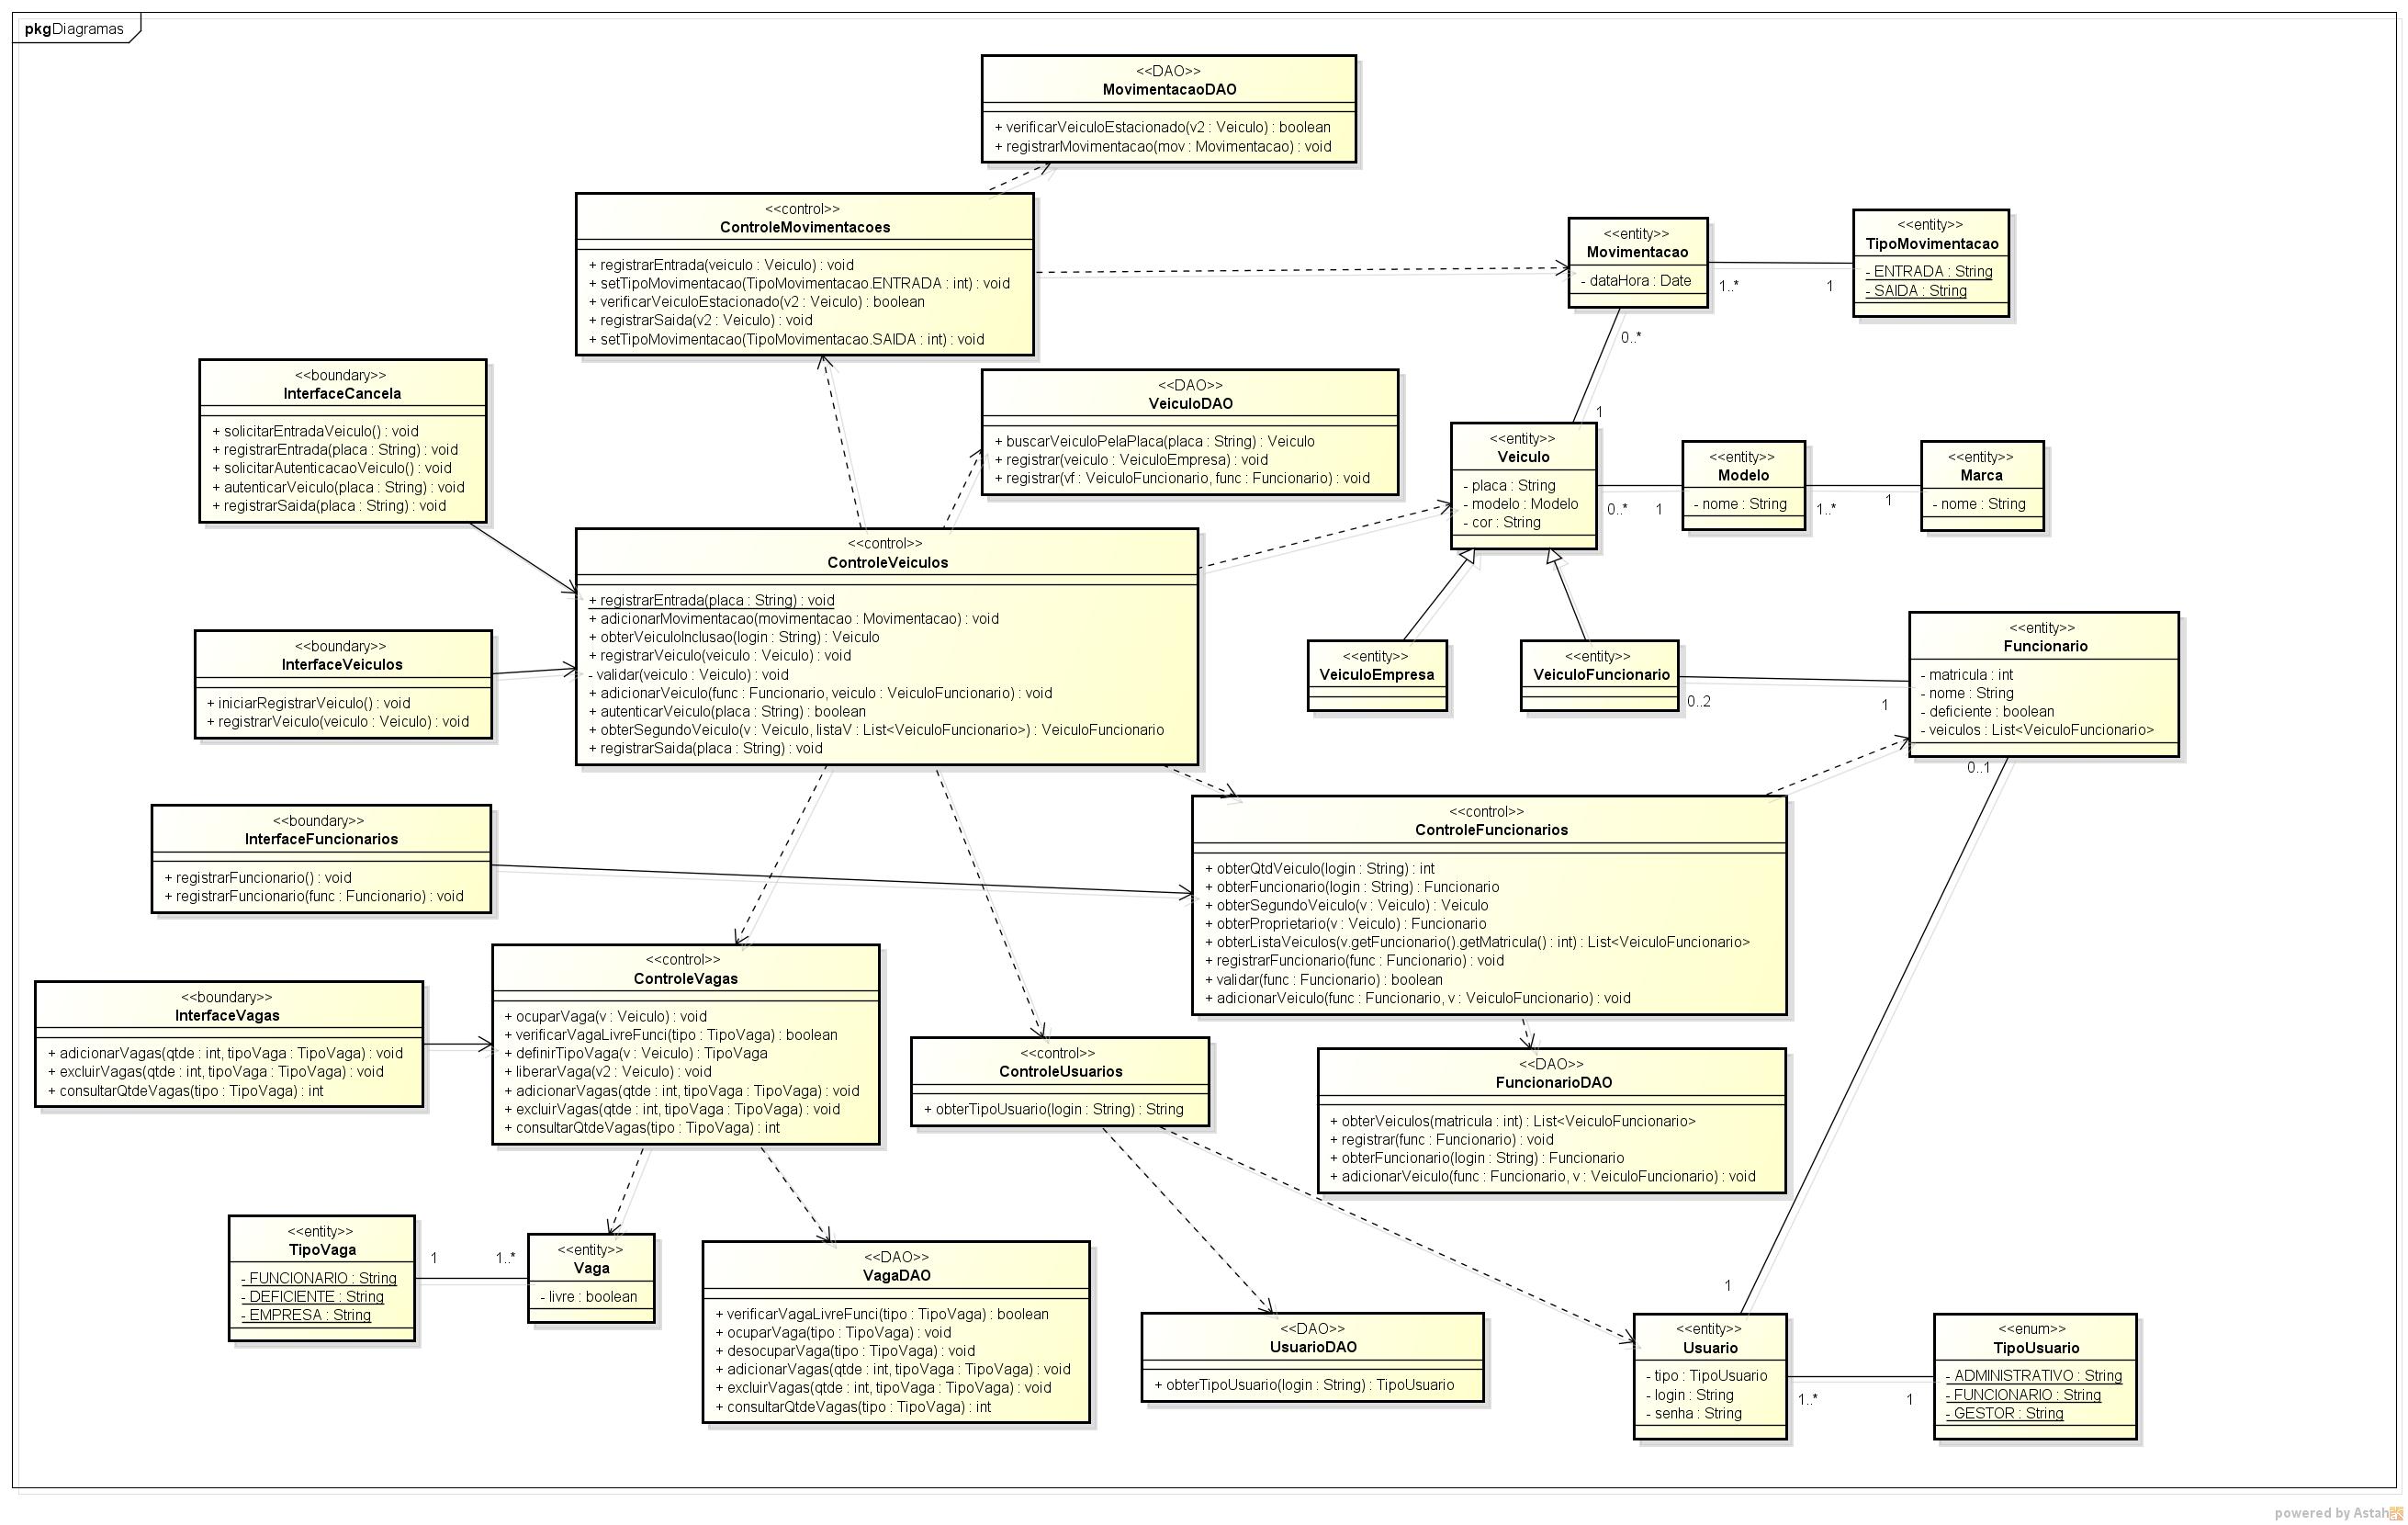 pkg Diagramas
<<DAO>>
MovimentacaoDAO
+ verificarVeiculoEstacionado(v2 : Veiculo) : boolean
+ registrarMovimentacao(mov : Movimentacao) : void
<<control>>
ControleMovimentacoes
+ registrarEntrada(veiculo : Veiculo) : void
+ setTipoMovimentacao(TipoMovimentacao.ENTRADA : int) : void
+ verificarVeiculoEstacionado(v2 : Veiculo) : boolean
+ registrarSaida(v2 : Veiculo) : void
+ setTipoMovimentacao(TipoMovimentacao.SAIDA : int) : void
<<entity>>
Movimentacao
- dataHora : Date
1..*
1
<<entity>>
TipoMovimentacao
- ENTRADA : String
- SAIDA : String
0..*
1
<<boundary>>
InterfaceCancela
+ solicitarEntradaVeiculo() : void
+ registrarEntrada(placa : String) : void
+ solicitarAutenticacaoVeiculo() : void
+ autenticarVeiculo(placa : String) : void
+ registrarSaida(placa : String) : void
<<DAO>>
VeiculoDAO
+ buscarVeiculoPelaPlaca(placa : String) : Veiculo
+ registrar(veiculo : VeiculoEmpresa) : void
+ registrar(vf : VeiculoFuncionario, func : Funcionario) : void
<<entity>>
Veiculo
- placa : String
- modelo : Modelo
- cor : String
0..*
1
<<entity>>
Modelo
- nome : String
1..*
1
<<entity>>
Marca
- nome : String
<<control>>
ControleVeiculos
+ registrarEntrada(placa : String) : void
+ adicionarMovimentacao(movimentacao : Movimentacao) : void
+ obterVeiculoInclusao(login : String) : Veiculo
+ registrarVeiculo(veiculo : Veiculo) : void
- validar(veiculo : Veiculo) : void
+ adicionarVeiculo(func : Funcionario, veiculo : VeiculoFuncionario) : void
+ autenticarVeiculo(placa : String) : boolean
+ obterSegundoVeiculo(v : Veiculo, listaV : List<VeiculoFuncionario>) : VeiculoFuncionario
+ registrarSaida(placa : String) : void
<<boundary>>
InterfaceVeiculos
+ iniciarRegistrarVeiculo() : void
+ registrarVeiculo(veiculo : Veiculo) : void
<<entity>>
VeiculoEmpresa
<<entity>>
VeiculoFuncionario
0..2
1
<<entity>>
Funcionario
- matricula : int
- nome : String
- deficiente : boolean
- veiculos : List<VeiculoFuncionario>
0..1
<<boundary>>
InterfaceFuncionarios
+ registrarFuncionario() : void
+ registrarFuncionario(func : Funcionario) : void
<<control>>
ControleFuncionarios
+ obterQtdVeiculo(login : String) : int
+ obterFuncionario(login : String) : Funcionario
+ obterSegundoVeiculo(v : Veiculo) : Veiculo
+ obterProprietario(v : Veiculo) : Funcionario
+ obterListaVeiculos(v.getFuncionario().getMatricula() : int) : List<VeiculoFuncionario>
+ registrarFuncionario(func : Funcionario) : void
+ validar(func : Funcionario) : boolean
+ adicionarVeiculo(func : Funcionario, v : VeiculoFuncionario) : void
<<boundary>>
InterfaceVagas
+ adicionarVagas(qtde : int, tipoVaga : TipoVaga) : void
+ excluirVagas(qtde : int, tipoVaga : TipoVaga) : void
+ consultarQtdeVagas(tipo : TipoVaga) : int
<<control>>
ControleVagas
+ ocuparVaga(v : Veiculo) : void
+ verificarVagaLivreFunci(tipo : TipoVaga) : boolean
+ definirTipoVaga(v : Veiculo) : TipoVaga
+ liberarVaga(v2 : Veiculo) : void
+ adicionarVagas(qtde : int, tipoVaga : TipoVaga) : void
+ excluirVagas(qtde : int, tipoVaga : TipoVaga) : void
+ consultarQtdeVagas(tipo : TipoVaga) : int
<<control>>
ControleUsuarios
+ obterTipoUsuario(login : String) : String
<<DAO>>
FuncionarioDAO
+ obterVeiculos(matricula : int) : List<VeiculoFuncionario>
+ registrar(func : Funcionario) : void
+ obterFuncionario(login : String) : Funcionario
+ adicionarVeiculo(func : Funcionario, v : VeiculoFuncionario) : void
<<entity>>
TipoVaga
- FUNCIONARIO : String
- DEFICIENTE : String
- EMPRESA : String
1
1..*
<<entity>>
Vaga
- livre : boolean
<<DAO>>
VagaDAO
+ verificarVagaLivreFunci(tipo : TipoVaga) : boolean
+ ocuparVaga(tipo : TipoVaga) : void
+ desocuparVaga(tipo : TipoVaga) : void
+ adicionarVagas(qtde : int, tipoVaga : TipoVaga) : void
+ excluirVagas(qtde : int, tipoVaga : TipoVaga) : void
+ consultarQtdeVagas(tipo : TipoVaga) : int
<<DAO>>
UsuarioDAO
+ obterTipoUsuario(login : String) : TipoUsuario
1
<<entity>>
Usuario
- tipo : TipoUsuario
- login : String
- senha : String
1..*
1
<<enum>>
TipoUsuario
- ADMINISTRATIVO : String
- FUNCIONARIO : String
- GESTOR : String
powered by Astah